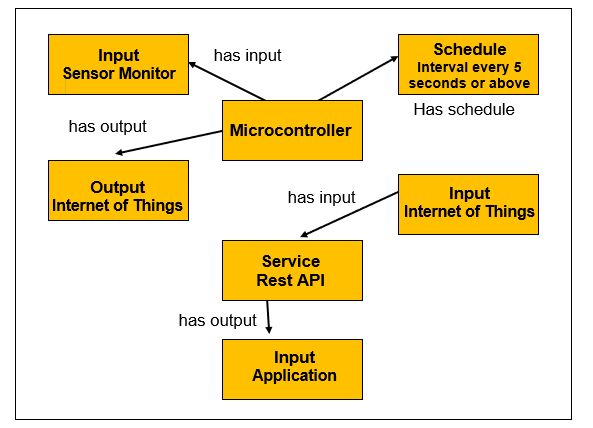 Input
Sensor Monitor
has input
Schedule
Interval every 5
seconds or above
Has schedule
Microcontroller
has output
Output
Internet of Things
has input
Input
Internet of Things
Service
Rest API
has output
Input
Application